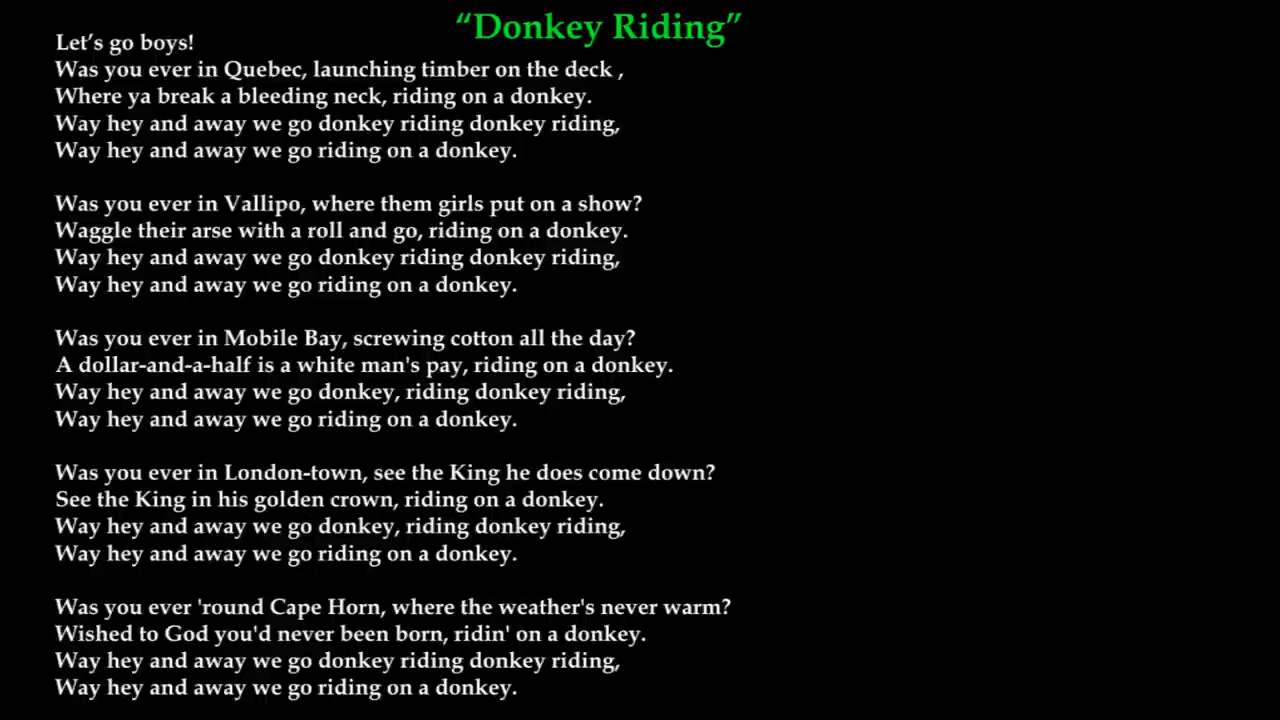 “Donkey Riding”
Let’s go boys!
Was you ever in Quebec, launching timber on the deck ,
Where ya break a bleeding neck, riding on a donkey.
Way hey and away we go donkey riding donkey riding,
Way hey and away we go riding on a donkey.
Was you ever in Vallipo, where them girls put on a show?
Waggle their arse with a roll and go, riding on a donkey.
Way hey and away we go donkey riding donkey riding,
Way hey and away we go riding on a donkey.
Was you ever in Mobile Bay, screwing cotton all the day?
A dollar-and-a-half is a white man's pay, riding on a donkey.
Way hey and away we go donkey, riding donkey riding,
Way hey and away we go riding on a donkey.
Was you ever in London-town, see the King he does come down?
See the King in his golden crown, riding on a donkey.
Way hey and away we go donkey, riding donkey riding,
Way hey and away we go riding on a donkey.
Was you ever 'round Cape Horn, where the weather's never warm?
Wished to God you'd never been born, ridin' on a donkey.
Way hey and away we go donkey riding donkey riding,
Way hey and away we go riding on a donkey.